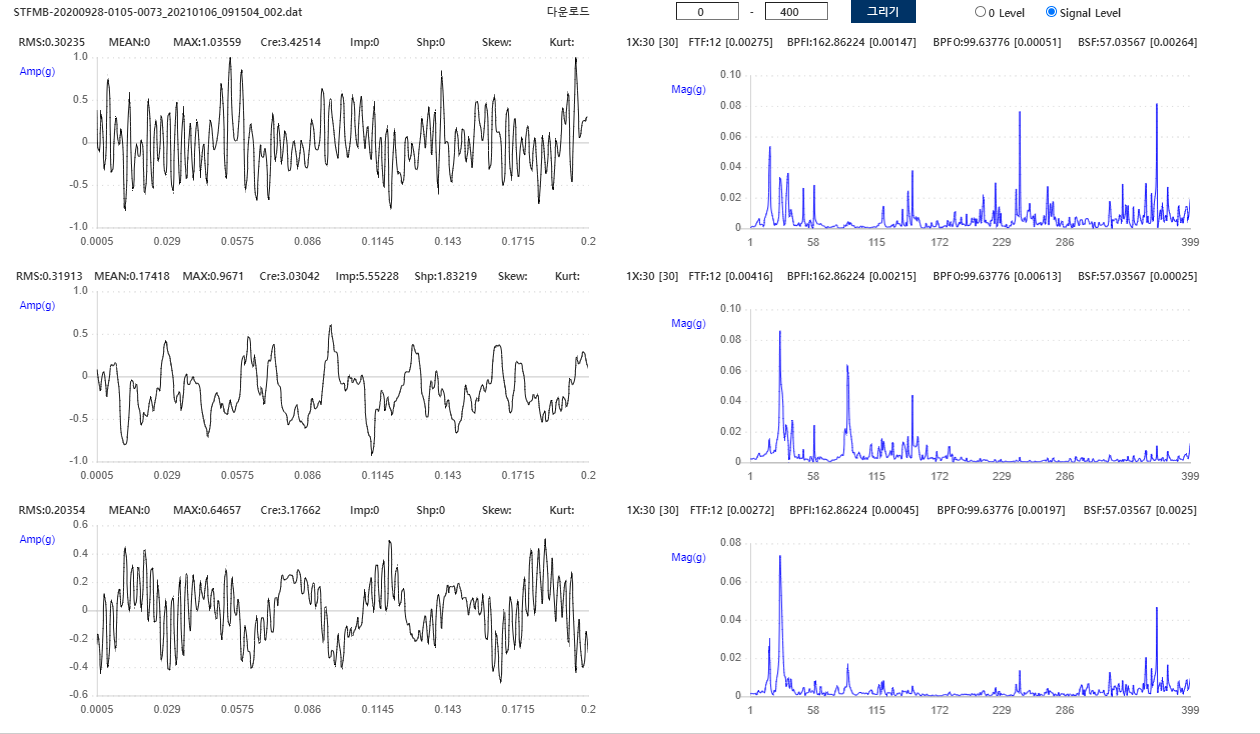 STFMB-20200928-0105-0073_20210106_091504_002.dat 다운로드 0 - 400 그리기 0 Level Signal Level
RMS:0.30235 MEAN:0 MAX:1.03559 Cre:3.42514 Imp:0 Shp:0 Skew: Kurt:
1.0
Amp(g)
0.5
0
-0.5
-1.0
0.0005 0.029 0.0575 0.086 0.1145 0.143 0.1715 0.2
1X:30 [30] FTF:12 [0.00275] BPFI:162.86224 [0.00147] BPFO:99.63776 [0.00051] BSF:57.03567 [0.00264]
0.10
Mag(g)
0.08
0.06
0.04
0.02
0
1 58 115 172 229 286 399
RMS:0.31913 MEAN:0.17418 MAX:0.9671 Cre:3.03042 Imp:5.55228 Shp:1.83219 Skew: Kurt:
1.0
Amp(g)
0.5
0
-0.5
-1.0
0.0005 0.029 0.0575 0.086 0.1145 0.143 0.1715 0.2
1X:30 [30] FTF:12 [0.00416] BPFI:162.86224 [0.00215] BPFO:99.63776 [0.00613] BSF:57.03567 [0.00025]
0.10
Mag(g)
0.08
0.06
0.04
0.02
0
1 58 115 172 229 286 399
RMS:0.20354 MEAN:0 MAX:0.64657 Cre:3.17662 Imp:0 Shp:0 Skew: Kurt:
0.6
Amp(g)
0.4
0.2
0
-0.2
-0.4
-0.6
0.0005 0.029 0.0575 0.086 0.1145 0.143 0.1715 0.2
1X:30 [30] FTF:12 [0.00272] BPFI:162.86224 [0.00045] BPFO:99.63776 [0.00197] BSF:57.03567 [0.0025]
0.08
Mag(g)
0.06
0.04
0.02
0
1 58 115 172 229 286 399